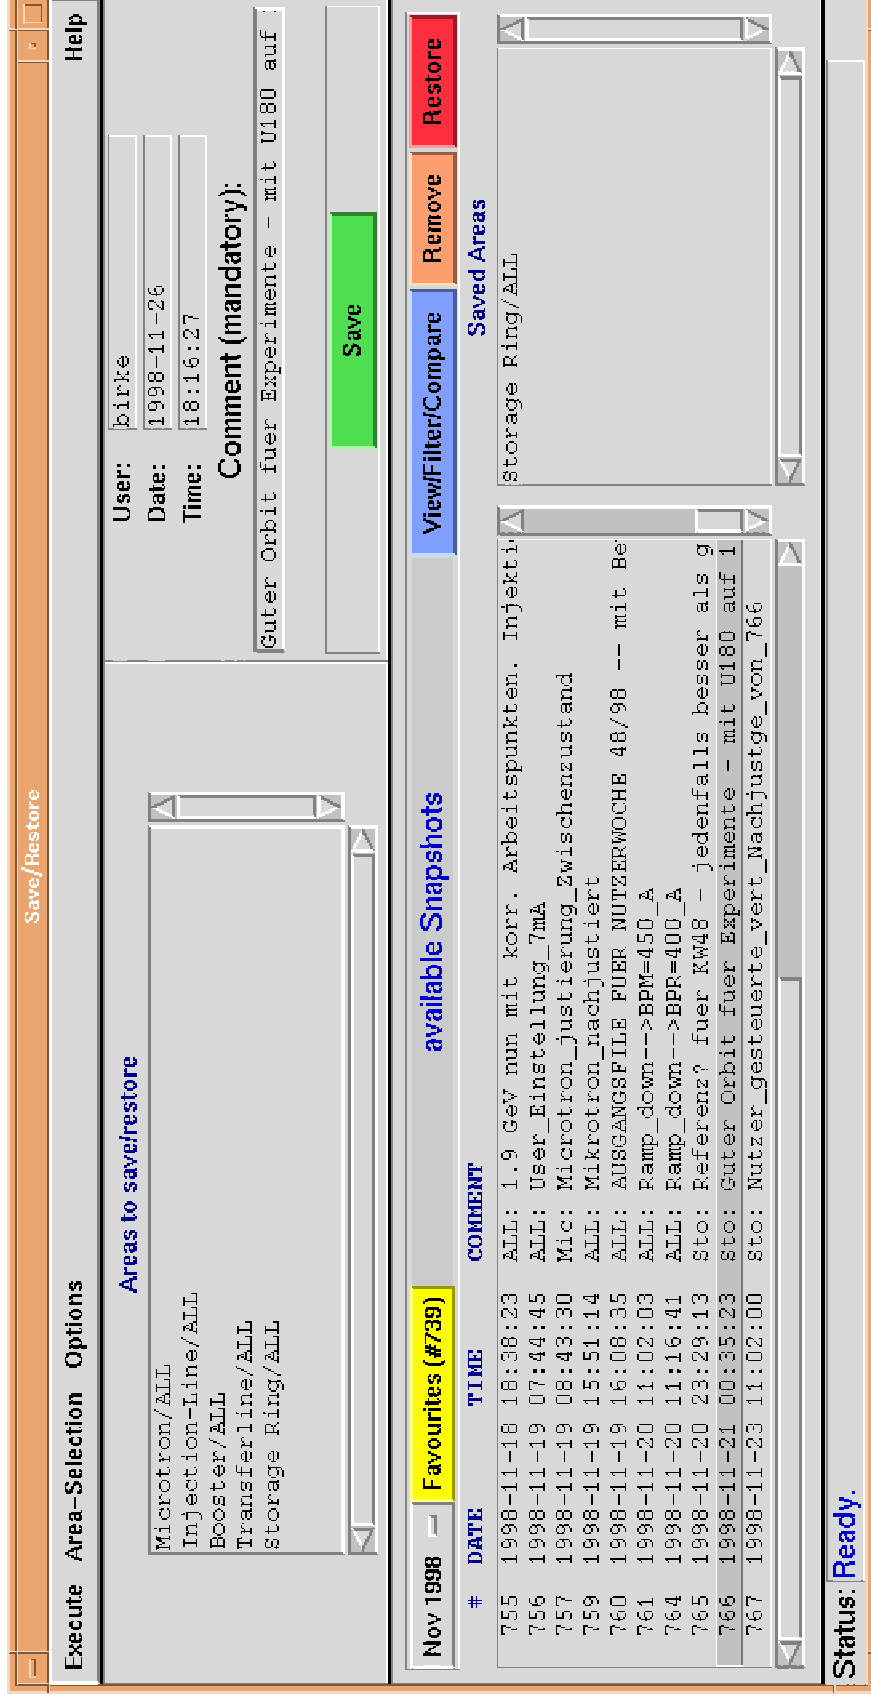 Save/Restore
Execute Area-Selection Options Help
Areas to save/restore
Microtron/ALL
Injection-Line/ALL
Booster/ALL
Transferline/ALL
Storage Ring/ALL
User: birke
Date: 1998-11-26
Time: 18:16:27
Comment (mandatory):
Guter Orbit fuer Experimente - mit U180 auf
Save
Nov 1998 Favourites (#739) available Snapshots View/Filter/Compare Remove Restore
# DATE TIME COMMENT
755 1998-11-18 18:38:23 ALL: 1.9 GeV nun mit korr. Arbeitspunkten. Injekti
756 1998-11-19 07:44:45 ALL: User_Einstellung_7mA
757 1998-11-19 08:43:30 Mic: Microtron_justierung_Zwischenzustand
759 1998-11-19 15:51:14 ALL: Mikrotron_nachjustiert
760 1998-11-19 16:08:35 ALL: AUSGANGSFILE FUER NUTZERWOCHE 48/98 -- mit Be
761 1998-11-20 11:02:03 ALL: Ramp_down-->BPM=450_A
764 1998-11-20 11:16:41 ALL: Ramp_down-->BPR=400_A
765 1998-11-20 23:29:13 Sto: Referenz? fuer KW48 - jedenfalls besser als g
766 1998-11-21 00:35:23 Sto: Guter Orbit fuer Experimente - mit U180 auf 1
767 1998-11-23 11:02:00 Sto: Nutzer_gesteuerte_vert_Nachjustge_von_766
Saved Areas
Storage Ring/ALL
Status: Ready.